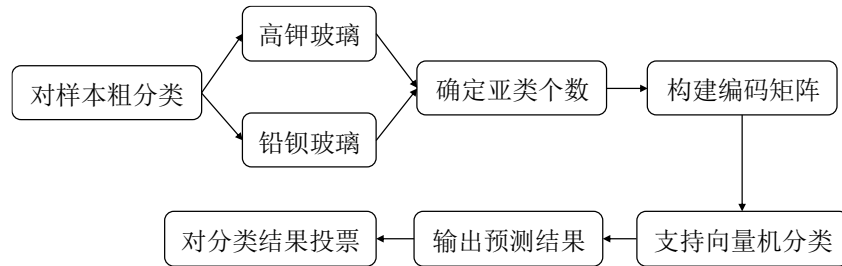 高钾玻璃
对样本粗分类
确定亚类个数
构建编码矩阵
铅钡玻璃
对分类结果投票
输出预测结果
支持向量机分类